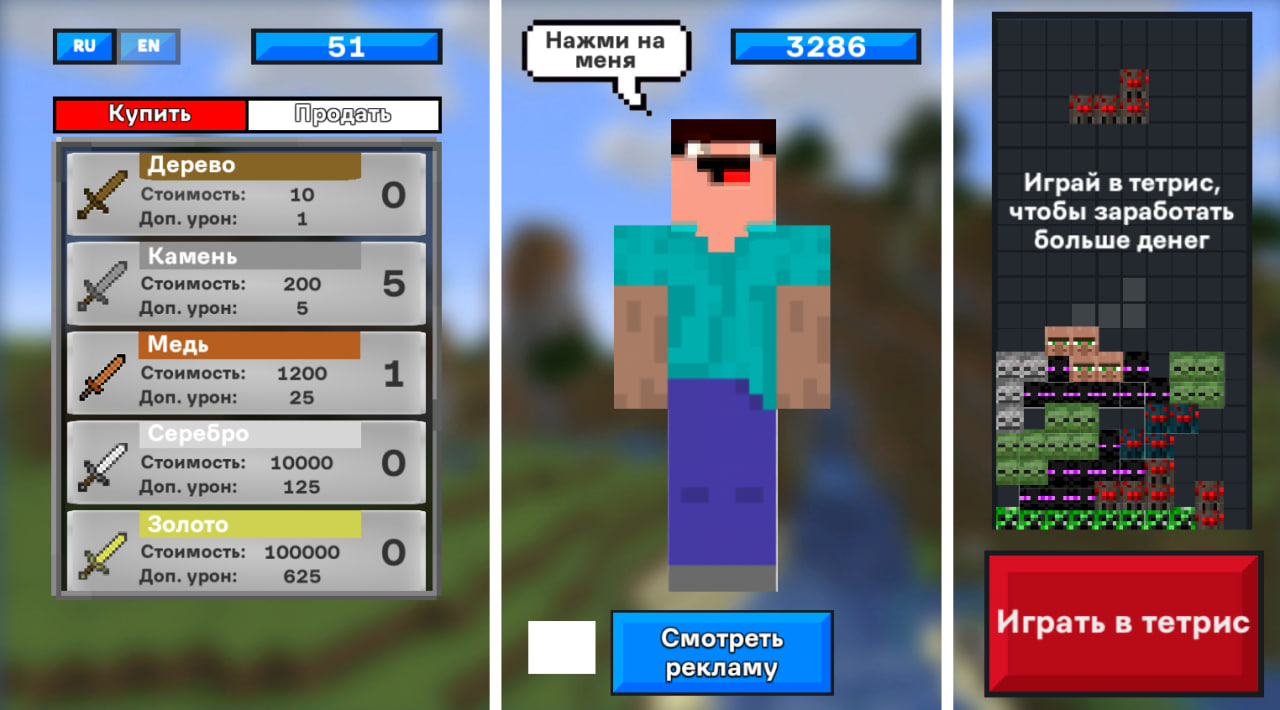 RU EN 51
Купить Продать
Дерево
Стоимость: 10
Доп. урон: 1
0
Камень
Стоимость: 200
Доп. урон: 5
5
Медь
Стоимость: 1200
Доп. урон: 25
1
Серебро
Стоимость: 10000
Доп. урон: 125
0
Золото
Стоимость: 100000
Доп. урон: 625
0
Нажми на
меня
3286
Смотреть
рекламу
Играй в тетрис,
чтобы заработать
больше денег
Играть в тетрис